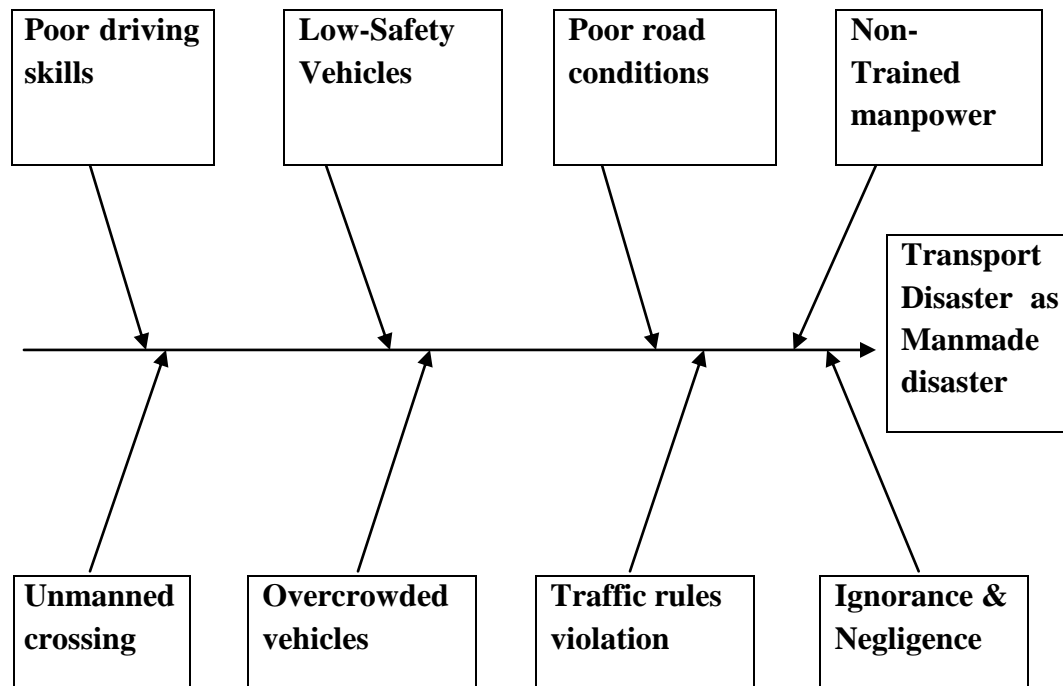 Poor driving
skills
Low-Safety
Vehicles
Poor road
conditions
Non-
Trained
manpower
Transport
Disaster as
Manmade
disaster
Unmanned
crossing
Overcrowded
vehicles
Traffic rules
violation
Ignorance &
Negligence